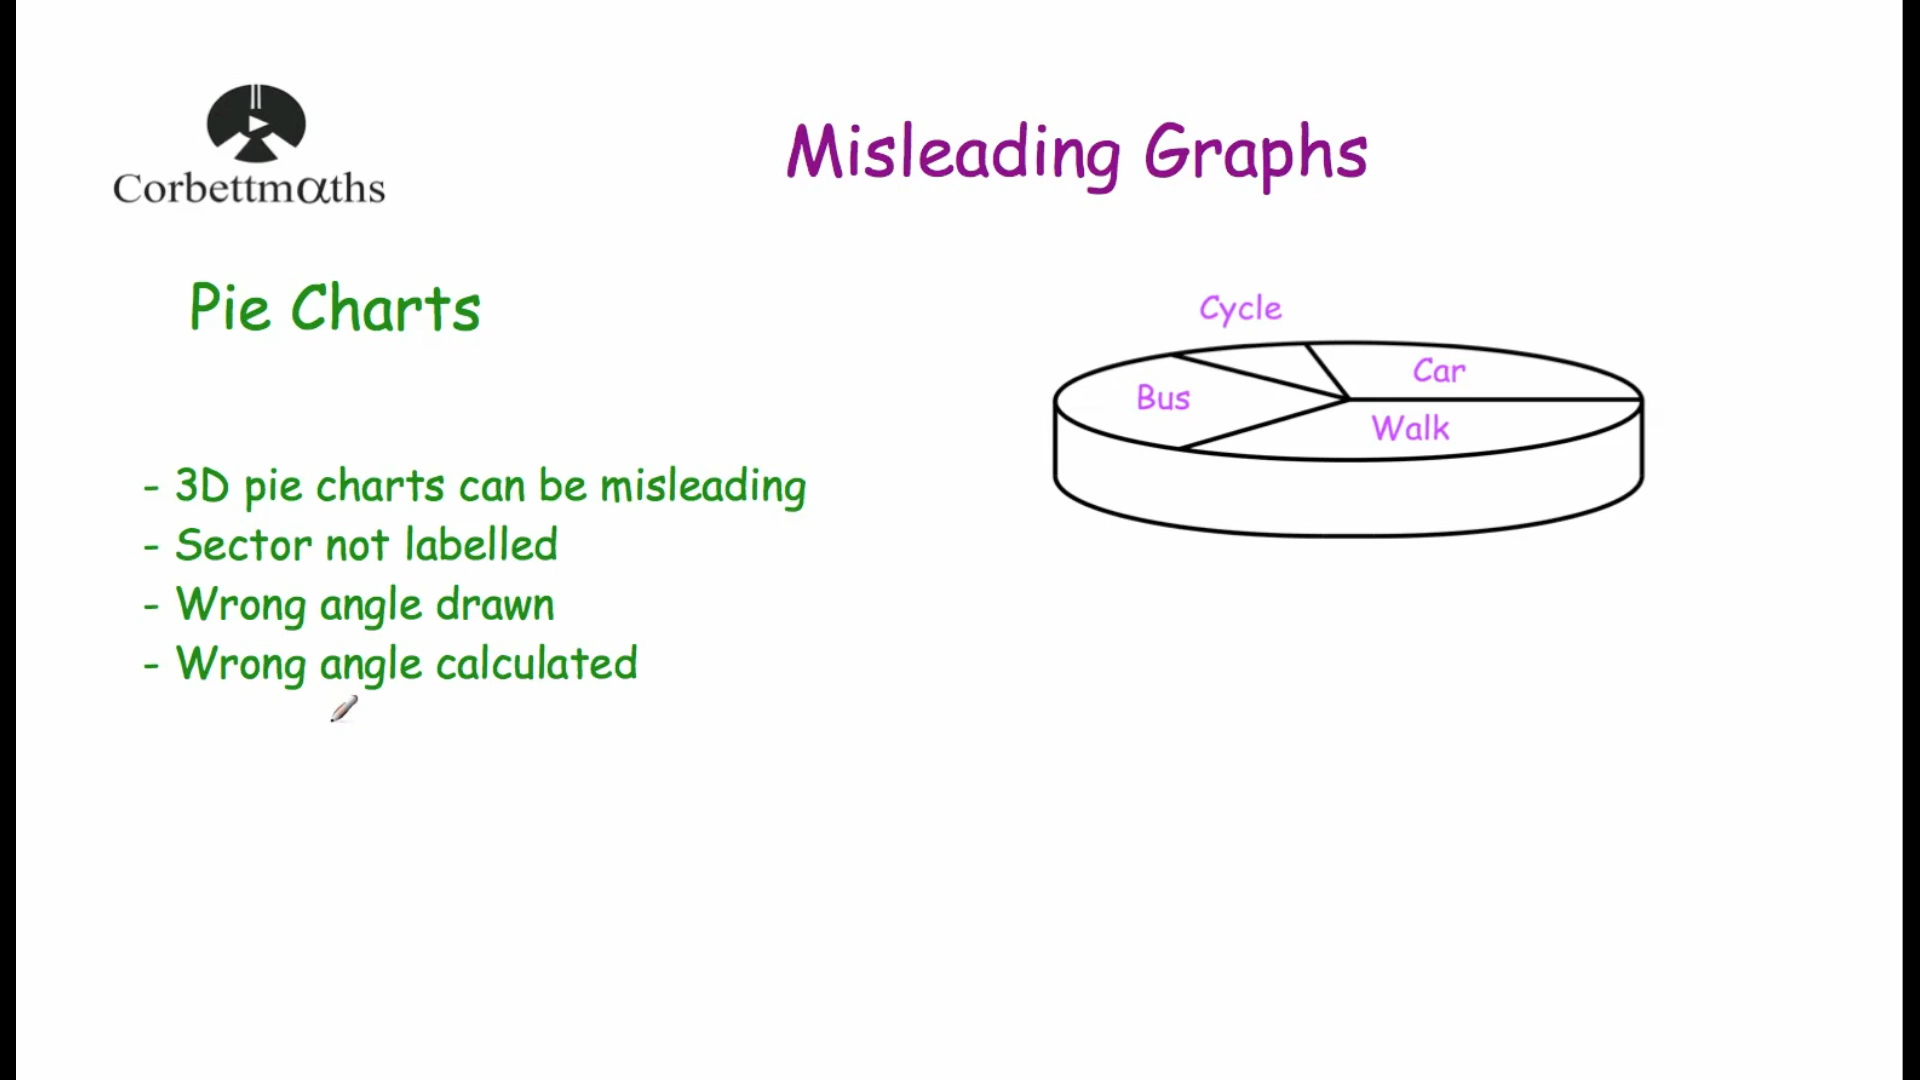 Corbettmαths
Misleading Graphs
Pie Charts
- 3D pie charts can be misleading
- Sector not labelled
- Wrong angle drawn
- Wrong angle calculated
Cycle
Car
Bus
Walk